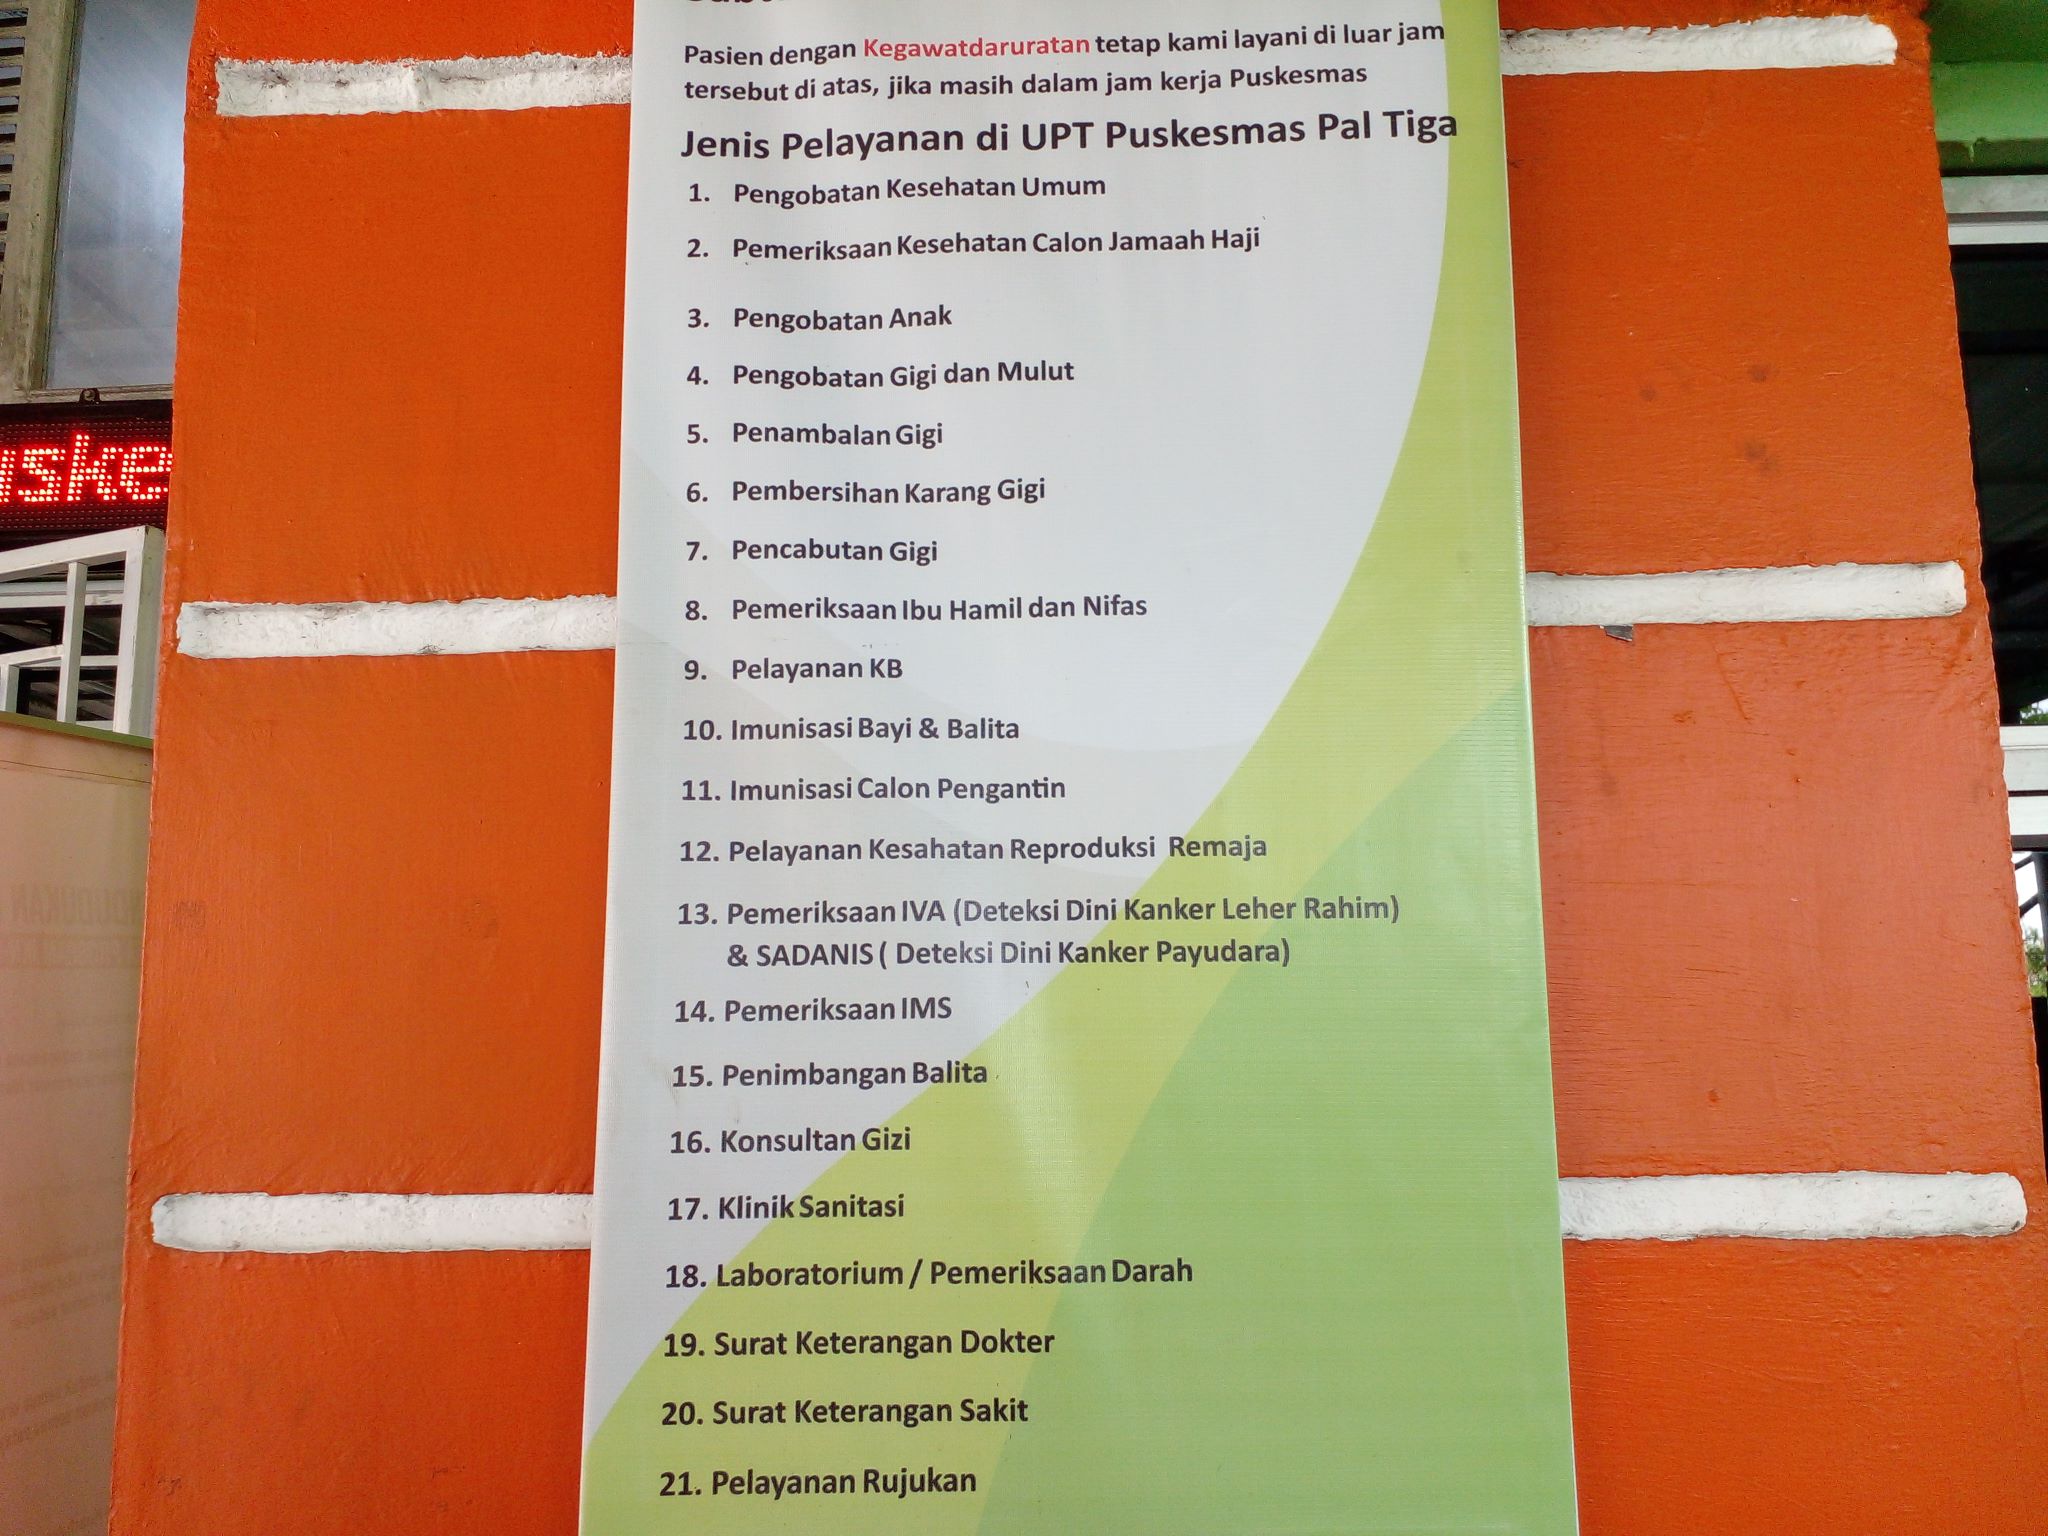 Pasien dengan Kegawatdaruratan tetap kami layani di luar jam
tersebut di atas, jika masih dalam jam kerja Puskesmas
Jenis Pelayanan di UPT Puskesmas Pal Tiga
1. Pengobatan Kesehatan Umum
2. Pemeriksaan Kesehatan Calon Jamaah Haji
3. Pengobatan Anak
4. Pengobatan Gigi dan Mulut
5. Penambalan Gigi
6. Pembersihan Karang Gigi
7. Pencabutan Gigi
8. Pemeriksaan Ibu Hamil dan Nifas
9. Pelayanan KB
10. Imunisasi Bayi & Balita
11. Imunisasi Calon Pengantin
12. Pelayanan Kesahatan Reproduksi Remaja
13. Pemeriksaan IVA (Deteksi Dini Kanker Leher Rahim)
& SADANIS ( Deteksi Dini Kanker Payudara)
14. Pemeriksaan IMS
15. Penimbangan Balita
16. Konsultan Gizi
17. Klinik Sanitasi
18. Laboratorium / Pemeriksaan Darah
19. Surat Keterangan Dokter
20. Surat Keterangan Sakit
21. Pelayanan Rujukan
uske